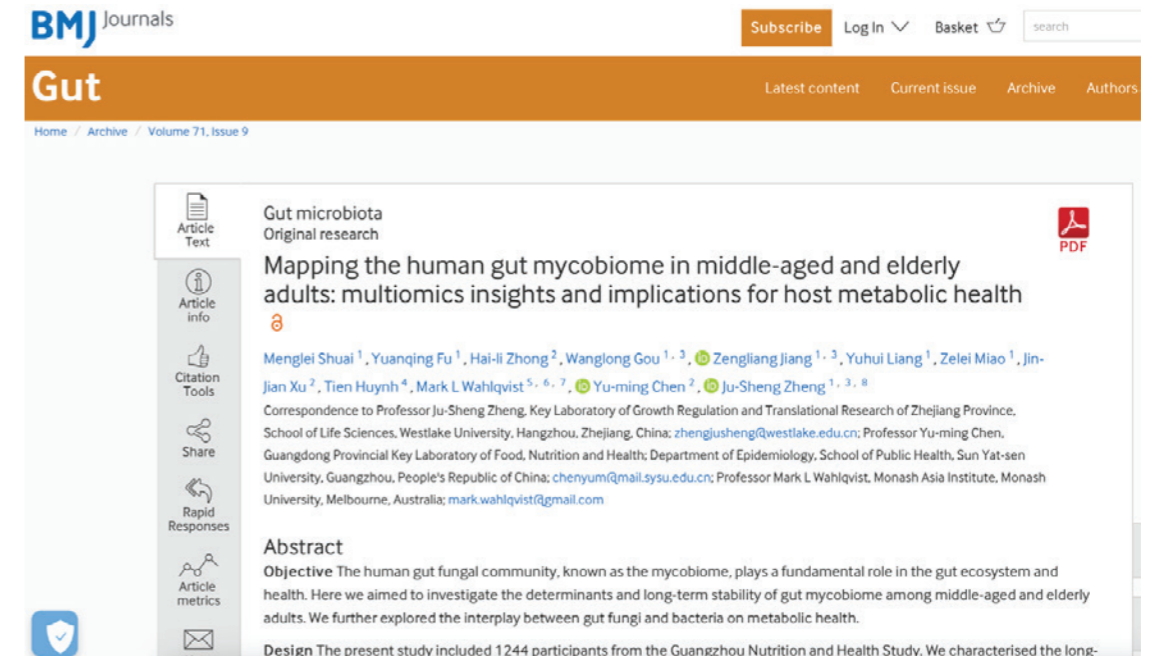 BMJ Journals
Subscribe Log In Basket search
Gut
Latest content Current issue Archive Authors
Home / Archive / Volume 71, Issue 9
Article
Text
Article
info
Citation
Tools
Share
Rapid
Responses
Article
metrics
Gut microbiota
Original research
PDF
Mapping the human gut mycobiome in middle-aged and elderly
adults: multiomics insights and implications for host metabolic health
Menglei Shuai 1, Yuanqing Fu 1, Hai-li Zhong 2, Wanglong Gou 1, 3, iD Zengliang Jiang 1, 3, Yuhui Liang 1, Zelei Miao 1, Jin-
Jian Xu 2, Tien Huynh 4, Mark L Wahlqvist 5, 6, 7, iD Yu-ming Chen 2, iD Ju-Sheng Zheng 1, 3, 8
Correspondence to Professor Ju-Sheng Zheng, Key Laboratory of Growth Regulation and Translational Research of Zhejiang Province,
School of Life Sciences, Westlake University, Hangzhou, Zhejiang, China; zhengjusheng@westlake.edu.cn; Professor Yu-ming Chen,
Guangdong Provincial Key Laboratory of Food, Nutrition and Health; Department of Epidemiology, School of Public Health, Sun Yat-sen
University, Guangzhou, People's Republic of China; chenyum@mail.sysu.edu.cn; Professor Mark L Wahlqvist, Monash Asia Institute, Monash
University, Melbourne, Australia; mark.wahlqvist@gmail.com
Abstract
Objective The human gut fungal community, known as the mycobiome, plays a fundamental role in the gut ecosystem and
health. Here we aimed to investigate the determinants and long-term stability of gut mycobiome among middle-aged and elderly
adults. We further explored the interplay between gut fungi and bacteria on metabolic health.
Design The present study included 1244 participants from the Guangzhou Nutrition and Health Study. We characterised the long-